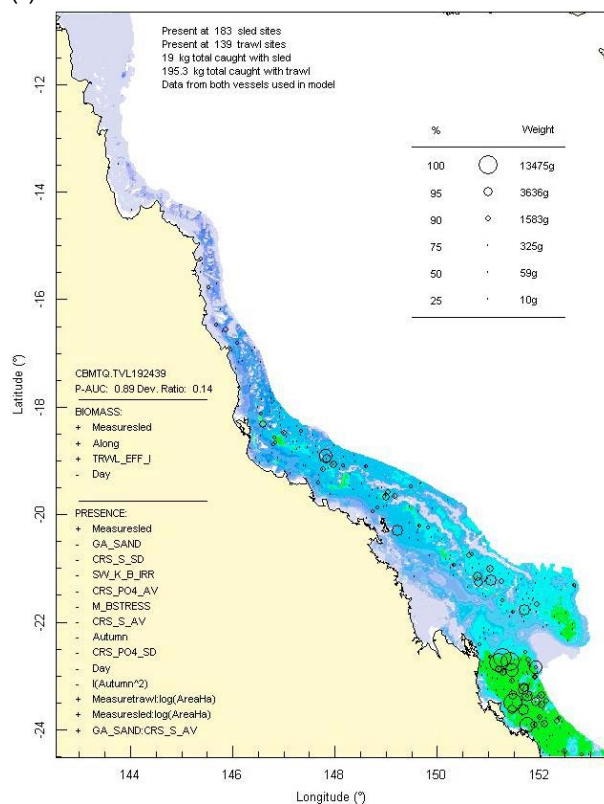 Present at 183 sled sites
Present at 139 trawl sites
19 kg total caught with sled
195.3 kg total caught with trawl
Data from both vessels used in model
% Weight
100 13475g
95 3636g
90 1583g
75 325g
50 59g
25 10g
CBMTQ.TVL192439
P-AUC: 0.89 Dev. Ratio: 0.14
BIOMASS:
+ Measuresled
+ Along
+ TRWL_EFF_I
- Day
PRESENCE:
+ Measuresled
- GA_SAND
- CRS_S_SD
- SW_K_B_IRR
- CRS_PO4_AV
- M_BSTRESS
- CRS_S_AV
- Autumn
- CRS_PO4_SD
- Day
- I(Autumn^2)
+ Measuretrawl:log(AreaHa)
+ Measuresled:log(AreaHa)
+ GA_SAND:CRS_S_AV
Latitude (°)
-12
-14
-16
-18
-20
-22
-24
144 146 148 150 152
Longitude (°)